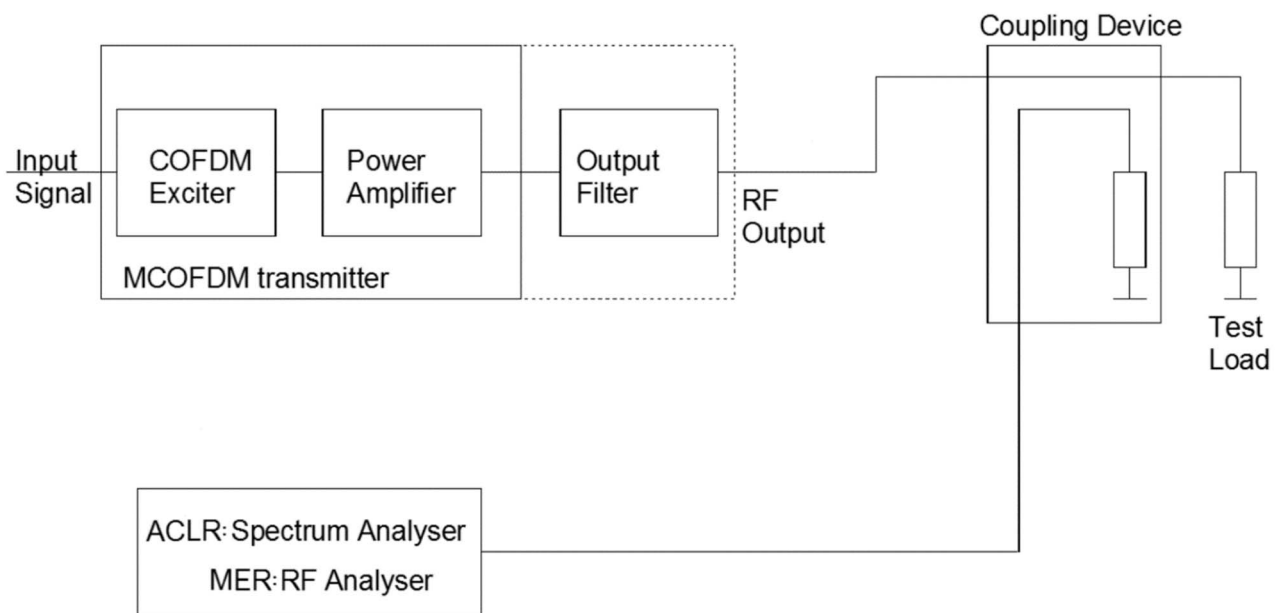 Coupling Device
Input
Signal
COFDM
Exciter
Power
Amplifier
Output
Filter
RF
Output
MCOFDM transmitter
Test
Load
ACLR:Spectrum Analyser
MER:RF Analyser